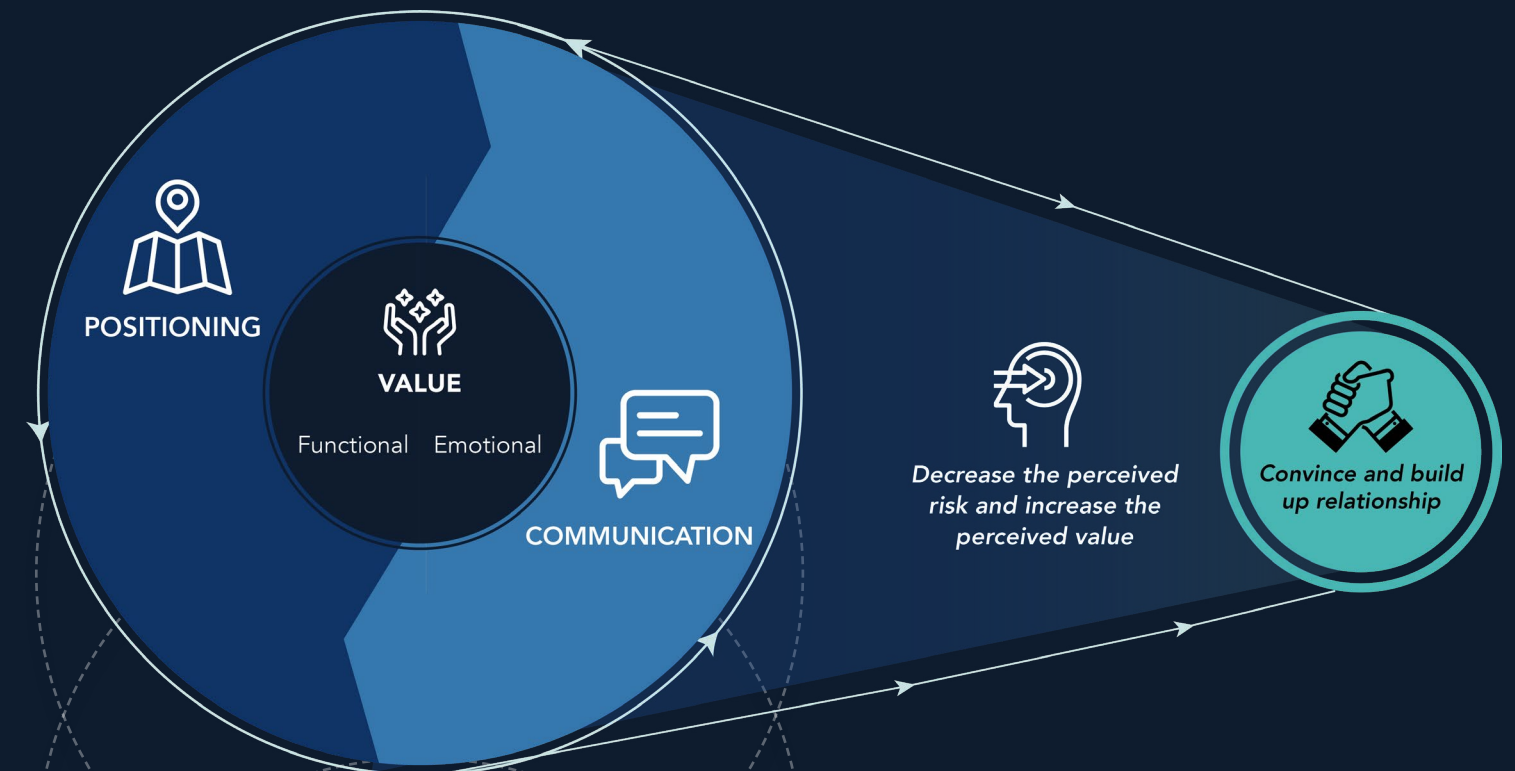 POSITIONING
VALUE
Functional Emotional
COMMUNICATION
Decrease the perceived
risk and increase the
perceived value
Convince and build
up relationship